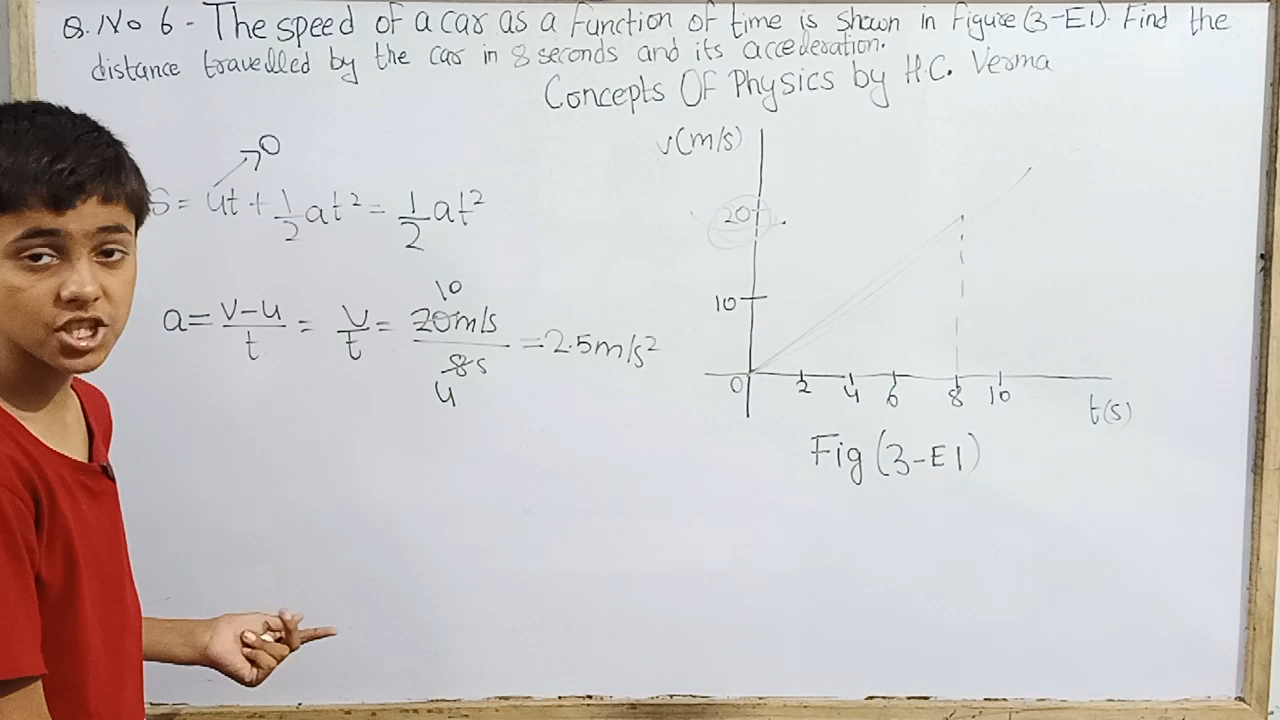 Q. No 6 - The speed of a car as a function of time is shown in figure (3-E1). Find the
distance travelled by the car in 8 seconds and its acceleration.
Concepts Of Physics by H.C. Verma
→0
S = ut + 1/2 at² = 1/2 at²
10
a = v-u/t = v/t = 20m/s / 8s = 2.5m/s²
4
v(m/s)
20
10
0 2 4 6 8 10
t(s)
Fig (3-E1)